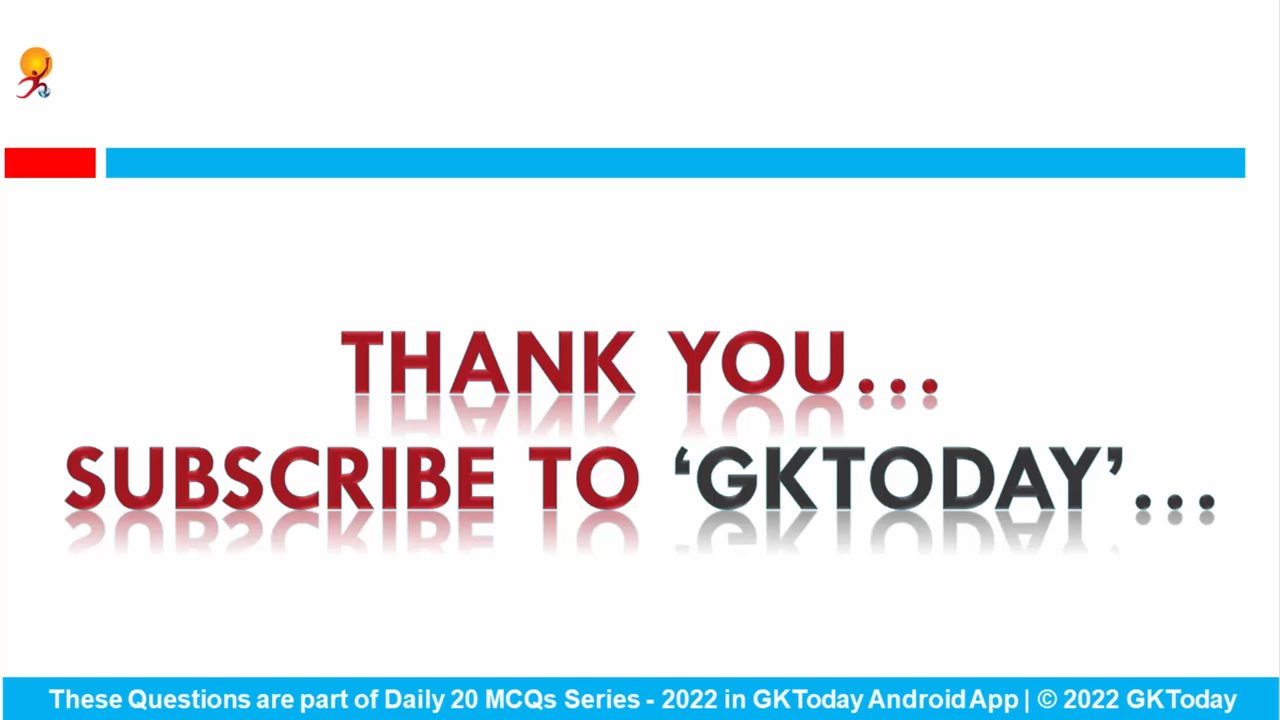 THANK YOU...
SUBSCRIBE TO ‘GKTODAY’...
These Questions are part of Daily 20 MCQs Series - 2022 in GKToday Android App | © 2022 GKToday